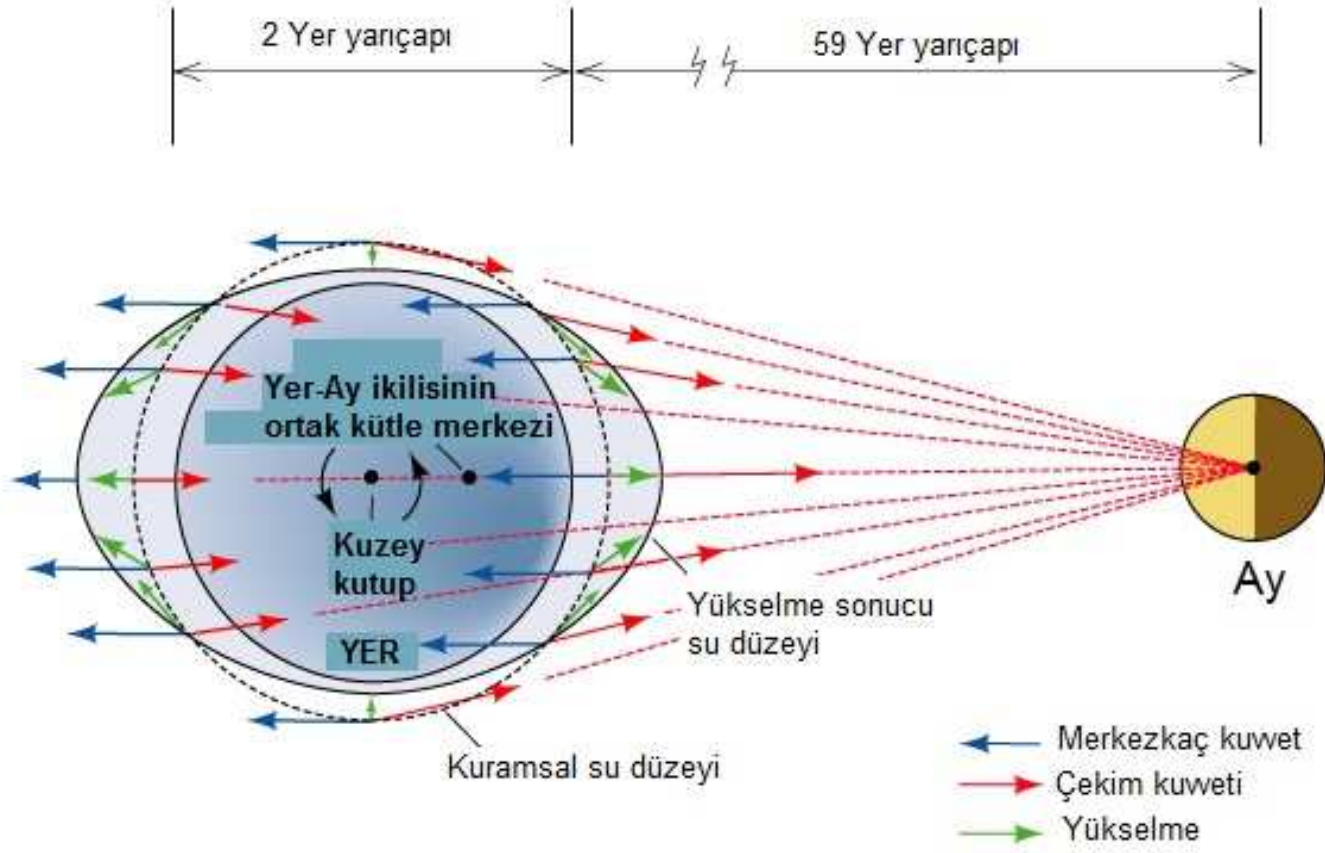 2 Yer yarıçapı
59 Yer yarıçapı
Yer-Ay ikilisinin
ortak kütle merkezi
Kuzey
kutup
YER
Ay
Yükselme sonucu
su düzeyi
Kuramsal su düzeyi
Merkezkaç kuvvet
Çekim kuvveti
Yükselme